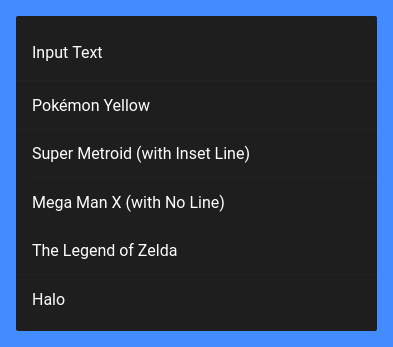 Input Text
Pokémon Yellow
Super Metroid (with Inset Line)
Mega Man X (with No Line)
The Legend of Zelda
Halo